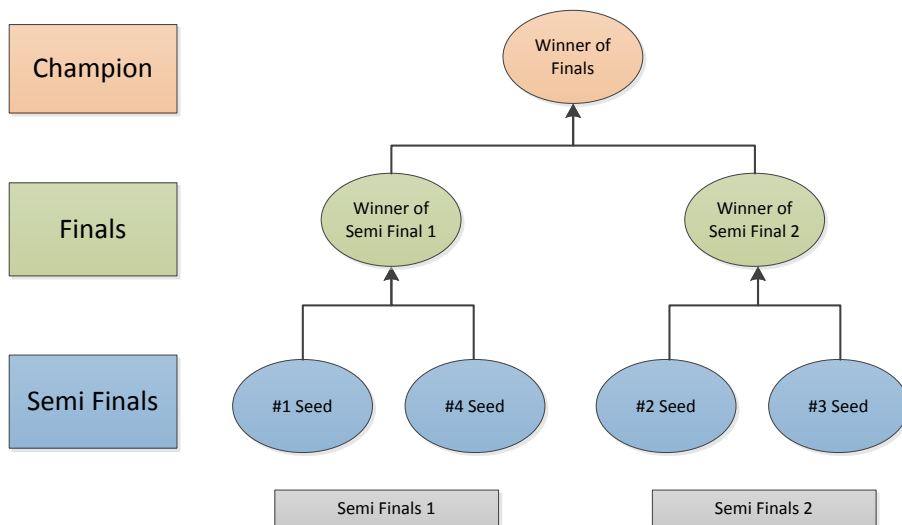 Champion
Winner of
Finals
Finals
Winner of
Semi Final 1
Winner of
Semi Final 2
Semi Finals
#1 Seed
#4 Seed
#2 Seed
#3 Seed
Semi Finals 1
Semi Finals 2